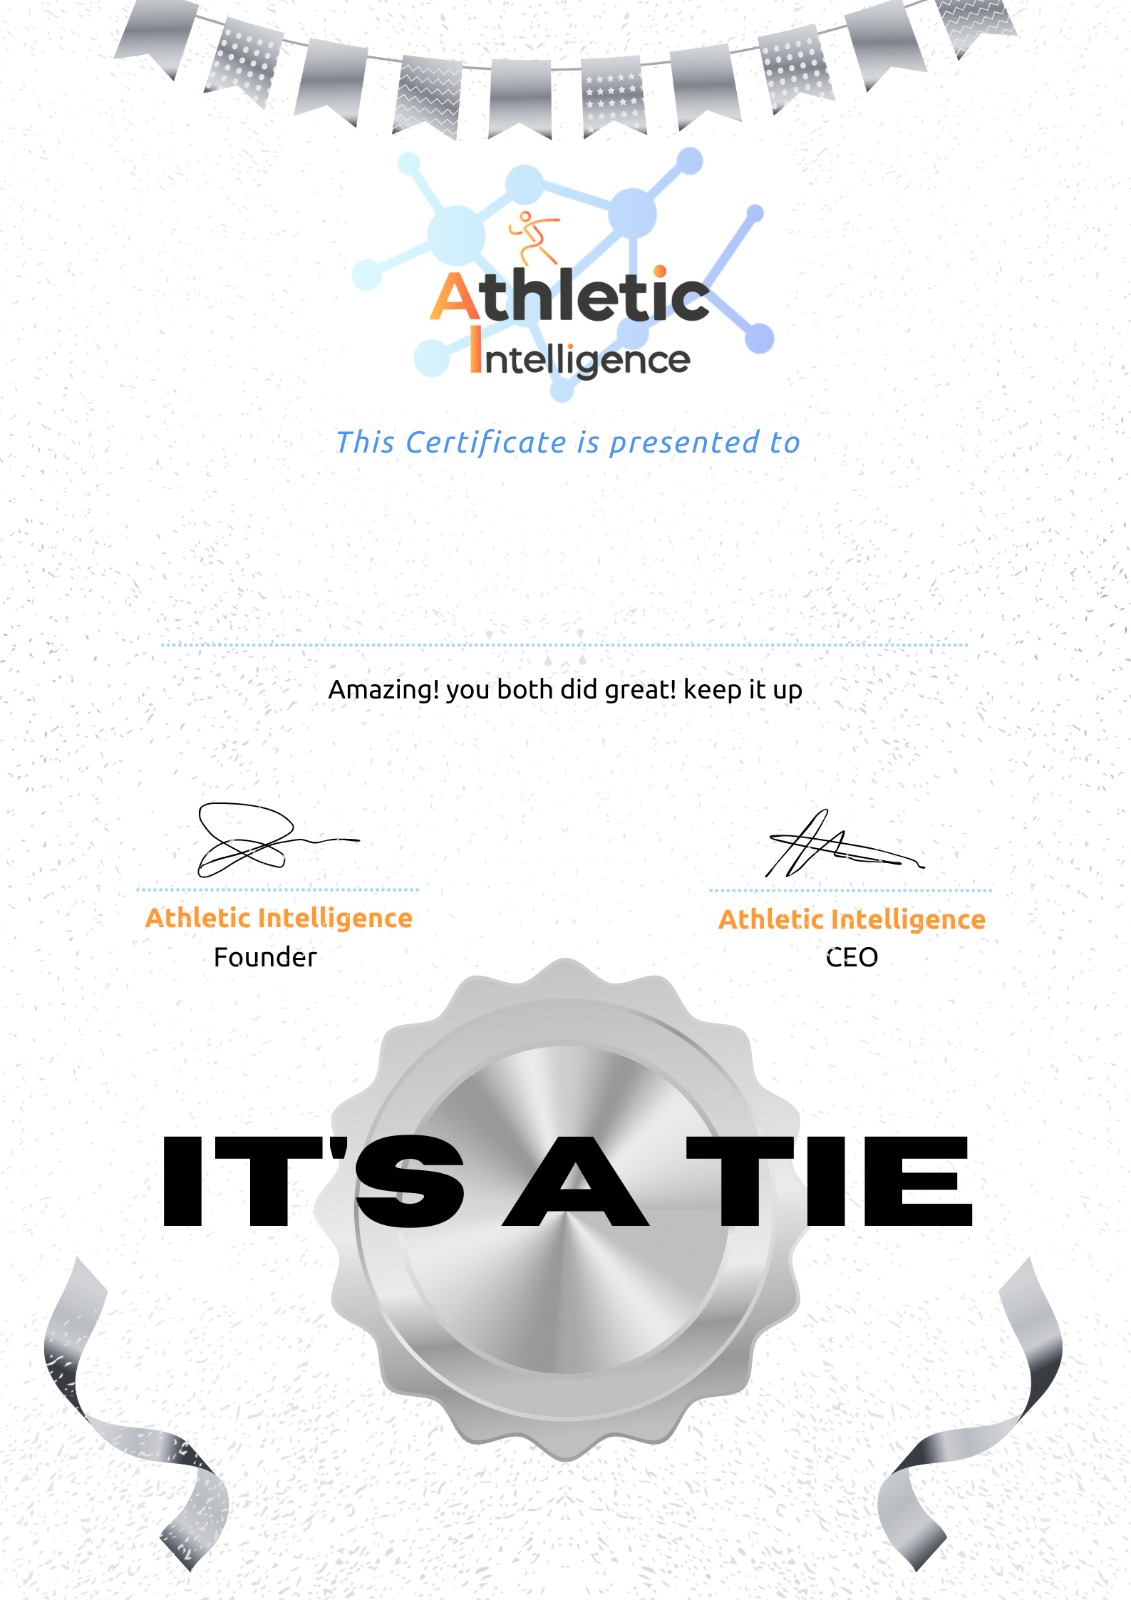 Athletic
Intelligence
This Certificate is presented to
Amazing! you both did great! keep it up
Athletic Intelligence
Founder
Athletic Intelligence
CEO
IT'S A TIE